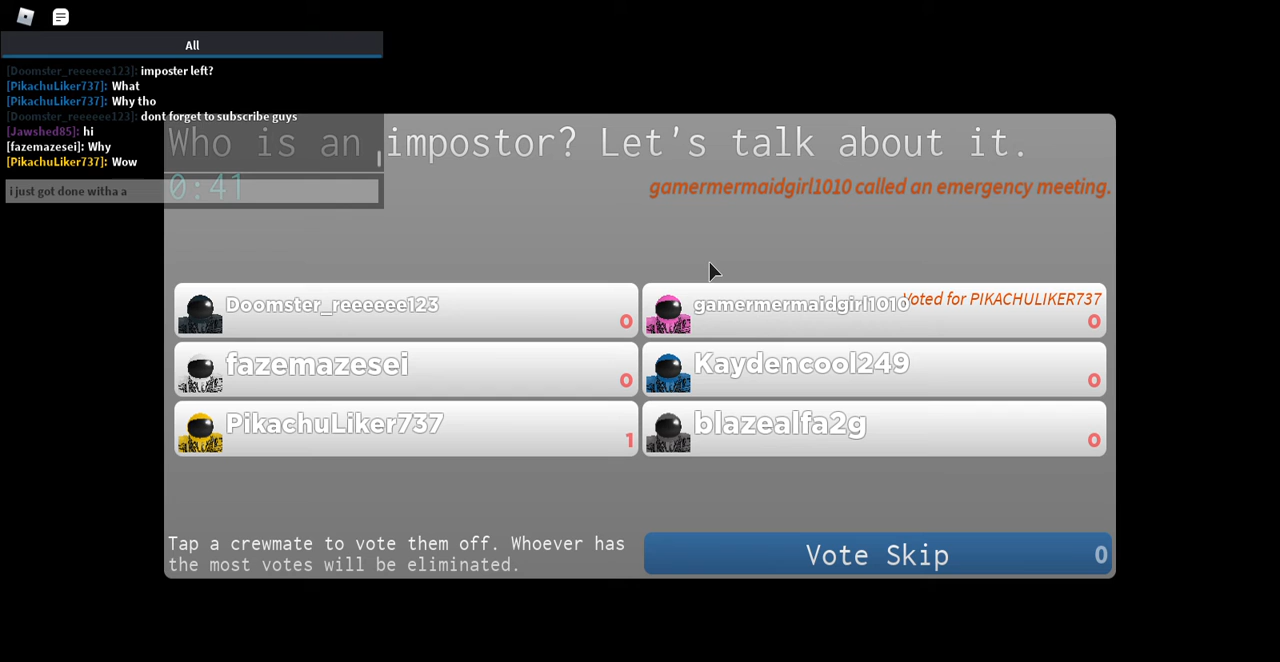 All
[Doomster_reeeeee123]: imposter left?
[PikachuLiker737]: What
[PikachuLiker737]: Why tho
[Doomster_reeeeee123]: dont forget to subscribe guys
[Jawshed85]: hi
[fazemazesei]: Why
[PikachuLiker737]: Wow
i just got done witha a
Who is an impostor? Let's talk about it.
0:41
gamermermaidgirl1010 called an emergency meeting.
Doomster_reeeeee123
0
gamermermaidgirl1010
Voted for PIKACHULIKER737
0
fazemazesei
0
Kaydencool249
0
PikachuLiker737
1
blazealfa2g
0
Tap a crewmate to vote them off. Whoever has
the most votes will be eliminated.
Vote Skip
0